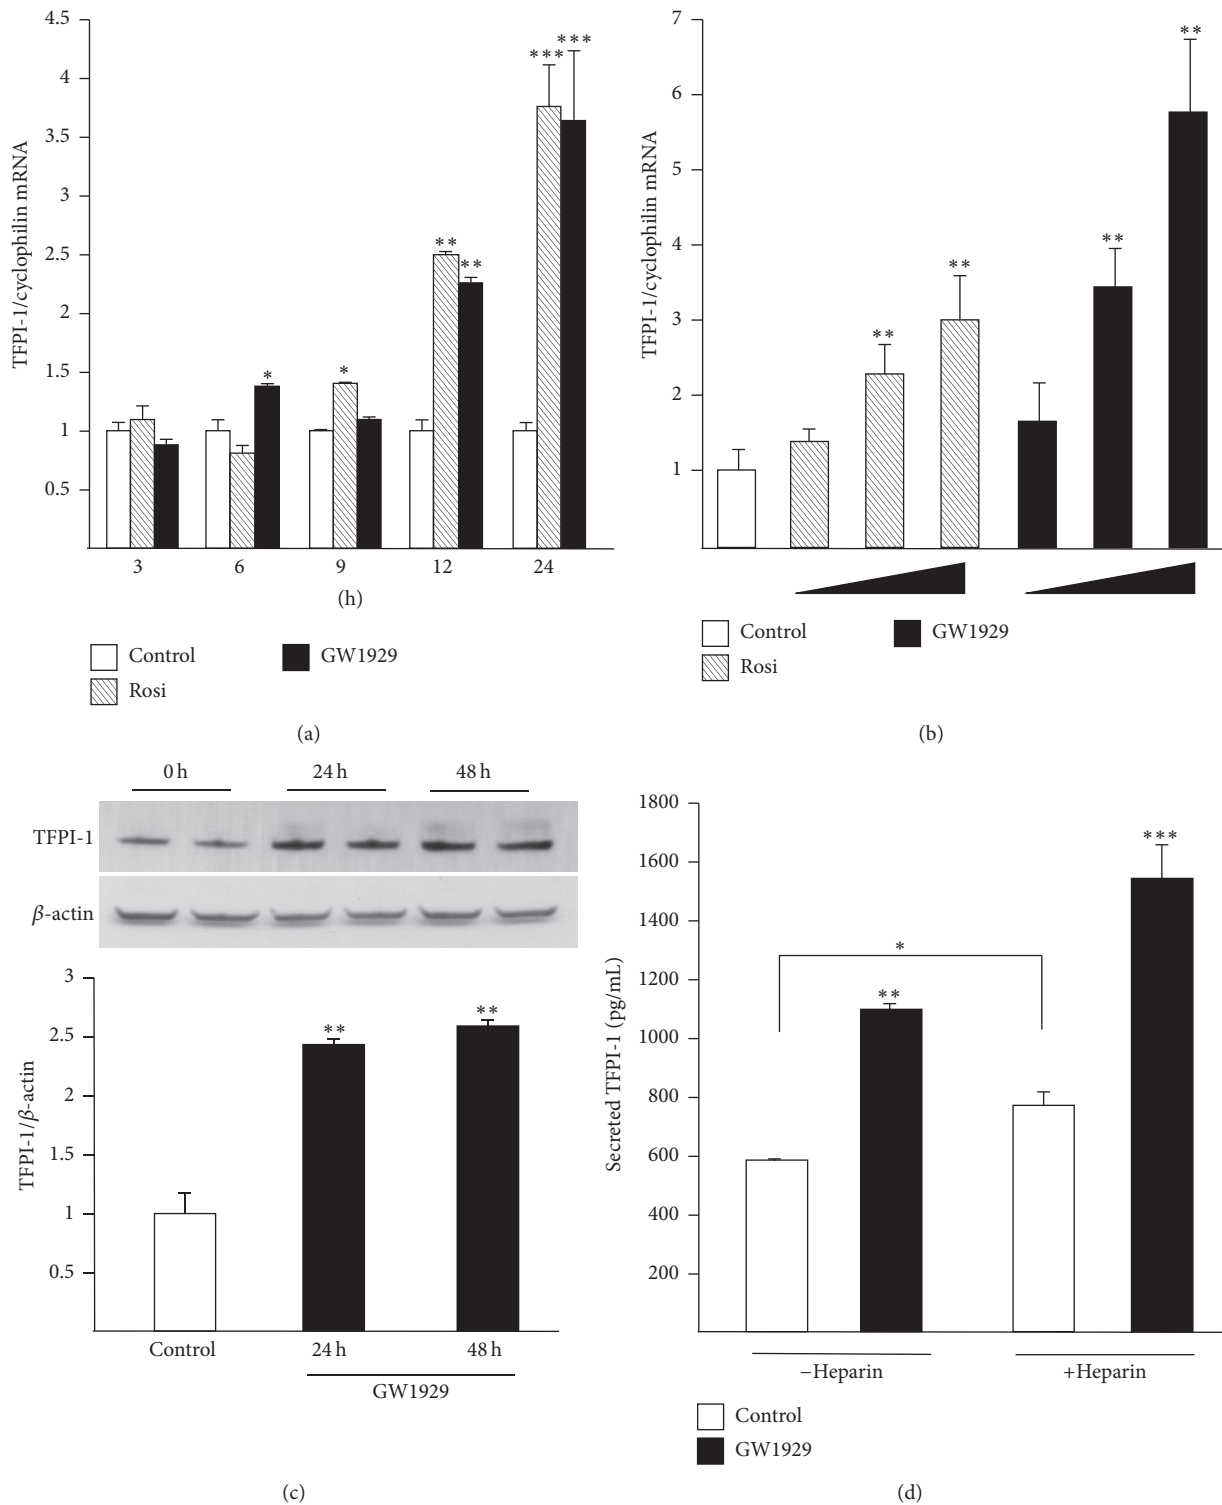 TFPI-1/cyclophilin mRNA
4.5
4
3.5
3
2.5
2
1.5
1
0.5
*
*
**
**
***
***
3 6 9 12 24
(h)
Control
GW1929
Rosi
(a)
TFPI-1/cyclophilin mRNA
7
6
5
4
3
2
1
**
**
**
**
Control
GW1929
Rosi
(b)
0 h 24 h 48 h
TFPI-1
β-actin
TFPI-1/β-actin
3
2.5
2
1.5
1
0.5
**
**
Control 24 h 48 h
GW1929
(c)
Secreted TFPI-1 (pg/mL)
1800
1600
1400
1200
1000
800
600
400
200
*
**
***
−Heparin +Heparin
Control
GW1929
(d)